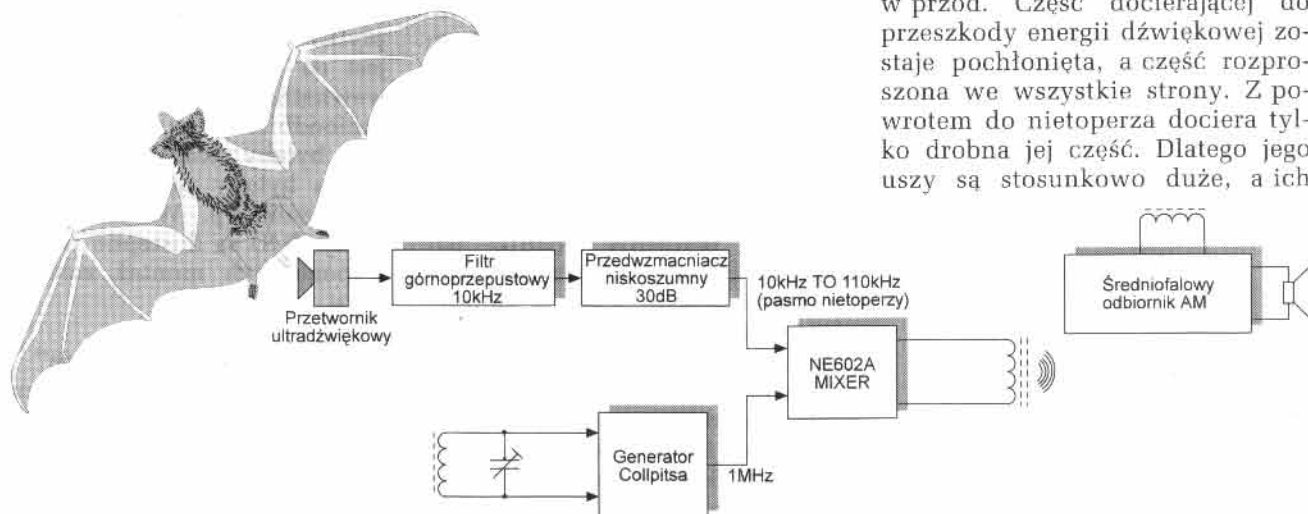 w przód. Część docierającej do
przeszkody energii dźwiękowej zo-
staje pochłonięta, a część rozpro-
szona we wszystkie strony. Z po-
wrotem do nietoperza dociera tyl-
ko drobna jej część. Dlatego jego
uszy są stosunkowo duże, a ich
Przetwornik
ultradźwiękowy
Filtr
górnoprzepustowy
10kHz
Przedwzmacniacz
niskoszumny
30dB
10kHz TO 110kHz
(pasmo nietoperzy)
NE602A
MIXER
Średniofalowy
odbiornik AM
Generator
Collpitsa
1MHz